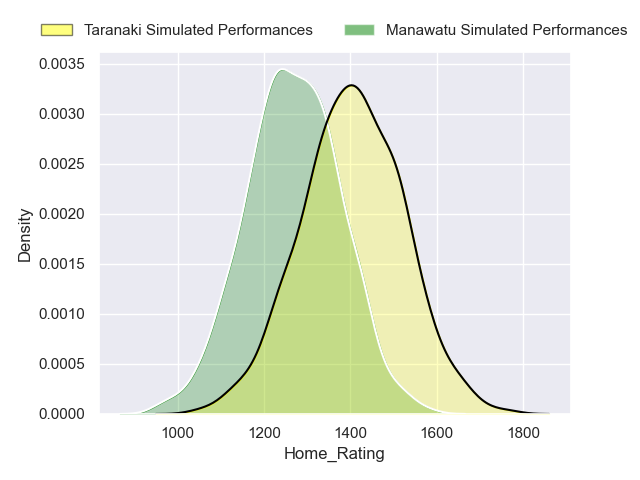 Taranaki Simulated Performances
Manawatu Simulated Performances
Density
0.0035
0.0030
0.0025
0.0020
0.0015
0.0010
0.0005
0.0000
1000 1200 1400 1600 1800
Home_Rating